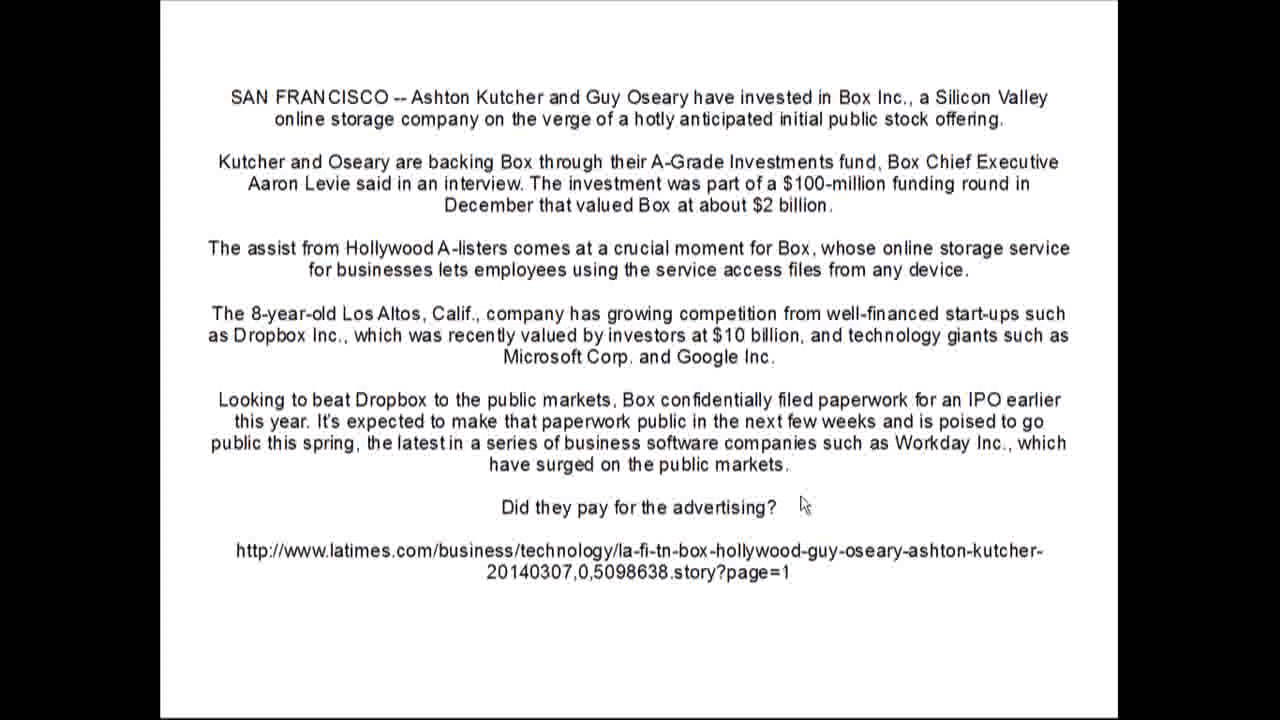 SAN FRANCISCO -- Ashton Kutcher and Guy Oseary have invested in Box Inc., a Silicon Valley
online storage company on the verge of a hotly anticipated initial public stock offering.
Kutcher and Oseary are backing Box through their A-Grade Investments fund, Box Chief Executive
Aaron Levie said in an interview. The investment was part of a $100-million funding round in
December that valued Box at about $2 billion.
The assist from Hollywood A-listers comes at a crucial moment for Box, whose online storage service
for businesses lets employees using the service access files from any device.
The 8-year-old Los Altos, Calif., company has growing competition from well-financed start-ups such
as Dropbox Inc., which was recently valued by investors at $10 billion, and technology giants such as
Microsoft Corp. and Google Inc.
Looking to beat Dropbox to the public markets, Box confidentially filed paperwork for an IPO earlier
this year. It's expected to make that paperwork public in the next few weeks and is poised to go
public this spring, the latest in a series of business software companies such as Workday Inc., which
have surged on the public markets.
Did they pay for the advertising?
http://www.latimes.com/business/technology/la-fi-tn-box-hollywood-guy-oseary-ashton-kutcher-
20140307,0,5098638.story?page=1